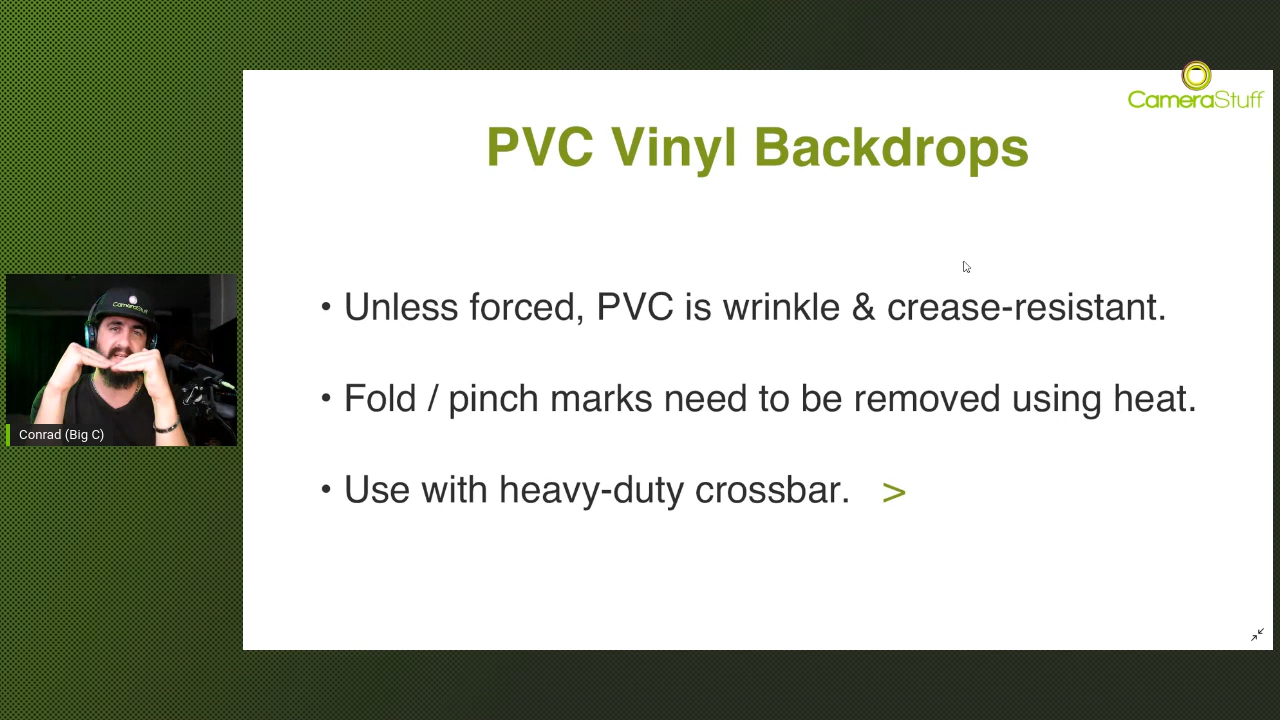 CameraStuff
PVC Vinyl Backdrops
• Unless forced, PVC is wrinkle & crease-resistant.
• Fold / pinch marks need to be removed using heat.
• Use with heavy-duty crossbar. >
CameraStuff
Conrad (Big C)